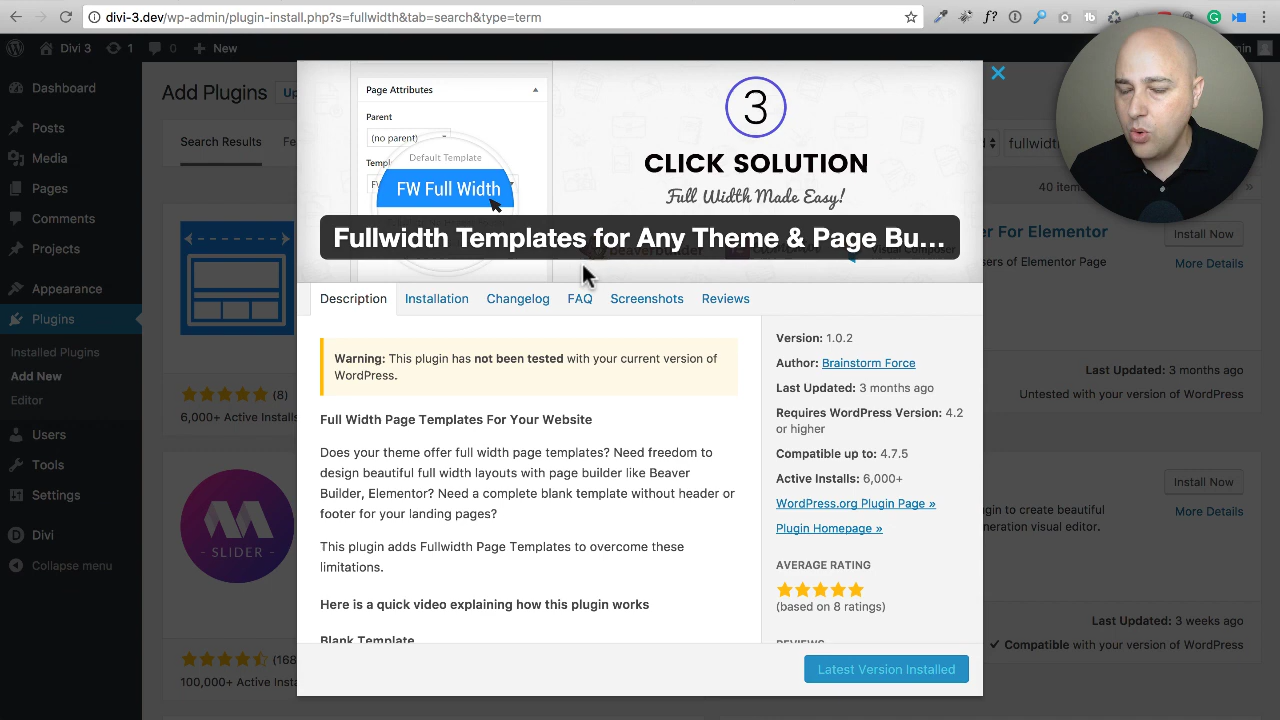 divi-3.dev/wp-admin/plugin-install.php?s=fullwidth&tab=search&type=term
Divi 3
1
0
New
Dashboard
Posts
Media
Pages
Comments
Projects
Appearance
Plugins
Installed Plugins
Add New
Editor
Users
Tools
Settings
Divi
Collapse menu
Add Plugins
Search Results
fullwidth
40 items
Page Attributes
Parent
(no parent)
Default Template
FW Full Width
3
CLICK SOLUTION
Full Width Made Easy!
Fullwidth Templates for Any Theme & Page Bu...
Description
Installation
Changelog
FAQ
Screenshots
Reviews
Warning: This plugin has not been tested with your current version of
WordPress.
Full Width Page Templates For Your Website
Does your theme offer full width page templates? Need freedom to
design beautiful full width layouts with page builder like Beaver
Builder, Elementor? Need a complete blank template without header or
footer for your landing pages?
This plugin adds Fullwidth Page Templates to overcome these
limitations.
Here is a quick video explaining how this plugin works
Blank Template
Version: 1.0.2
Author: Brainstorm Force
Last Updated: 3 months ago
Requires WordPress Version: 4.2
or higher
Compatible up to: 4.7.5
Active Installs: 6,000+
WordPress.org Plugin Page »
Plugin Homepage »
AVERAGE RATING
(based on 8 ratings)
REVIEWS
Latest Version Installed
(8)
6,000+ Active Installs
SLIDER
(168
100,000+ Active Insta
er For Elementor
Install Now
sers of Elementor Page
More Details
Last Updated: 3 months ago
Untested with your version of WordPress
Install Now
gin to create beautiful
More Details
neration visual editor.
Last Updated: 3 weeks ago
Compatible with your version of WordPress